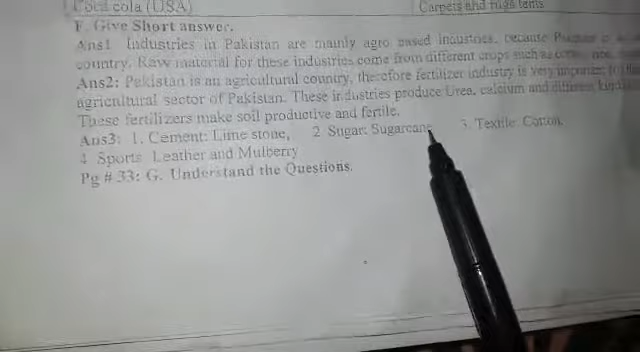 Coca cola (USA) Carpets and rugs items
F. Give Short answer.
Ans1 Industries in Pakistan are mainly agro based industries, because
country. Raw material for these industries come from different crops such as
Ans2: Pakistan is an agricultural country, therefore fertilizer industry is very important
agricultural sector of Pakistan. These industries produce Urea, calcium and different
These fertilizers make soil productive and fertile.
Ans3: 1. Cement: Lime stone, 2 Sugar: Sugarcane 3. Textile: Cotton,
4 Sports Leather and Mulberry
Pg # 33: G. Understand the Questions.